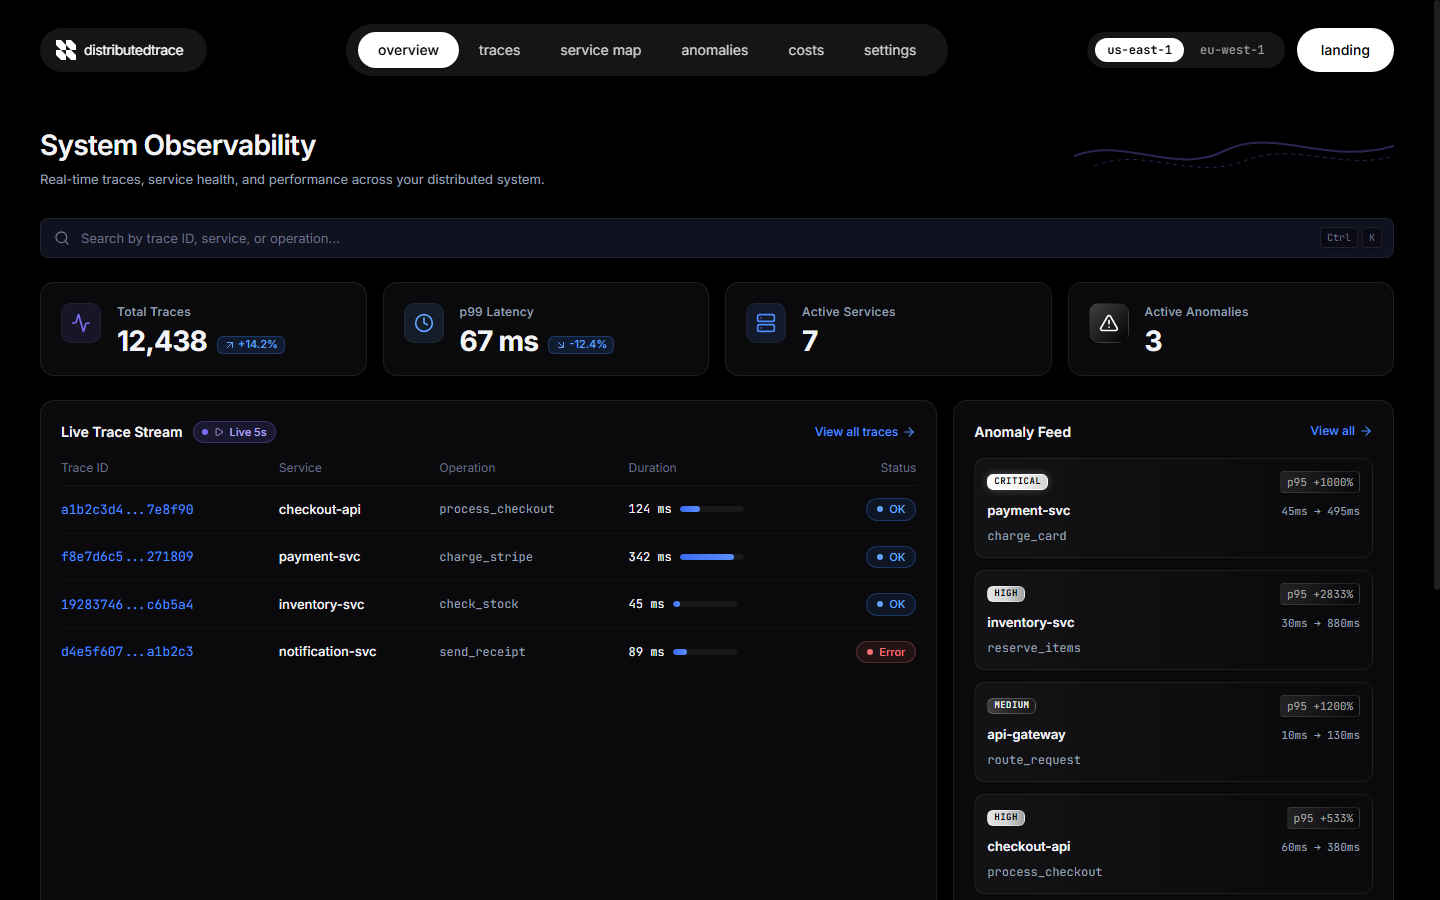 distributedtrace
overview traces service map anomalies costs settings
us-east-1 eu-west-1
landing
System Observability
Real-time traces, service health, and performance across your distributed system.
Search by trace ID, service, or operation...
Ctrl K
Total Traces
12,438 +14.2%
p99 Latency
67 ms -12.4%
Active Services
7
Active Anomalies
3
Live Trace Stream Live 5s View all traces →
Trace ID Service Operation Duration Status
a1b2c3d4...7e8f90 checkout-api process_checkout 124 ms OK
f8e7d6c5...271809 payment-svc charge_stripe 342 ms OK
19283746...c6b5a4 inventory-svc check_stock 45 ms OK
d4e5f607...a1b2c3 notification-svc send_receipt 89 ms Error
Anomaly Feed View all →
CRITICAL p95 +1000%
payment-svc 45ms → 495ms
charge_card
HIGH p95 +2833%
inventory-svc 30ms → 880ms
reserve_items
MEDIUM p95 +1200%
api-gateway 10ms → 130ms
route_request
HIGH p95 +533%
checkout-api 60ms → 380ms
process_checkout